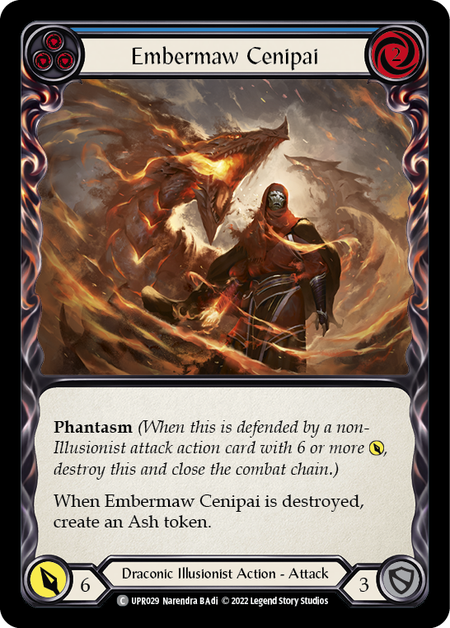 2
Embermaw Cenipai
Phantasm (When this is defended by a non-
Illusionist attack action card with 6 or more ,
destroy this and close the combat chain.)
When Embermaw Cenipai is destroyed,
create an Ash token.
6
Draconic Illusionist Action - Attack
3
C UPR029 Narendra B Adi © 2022 Legend Story Studios